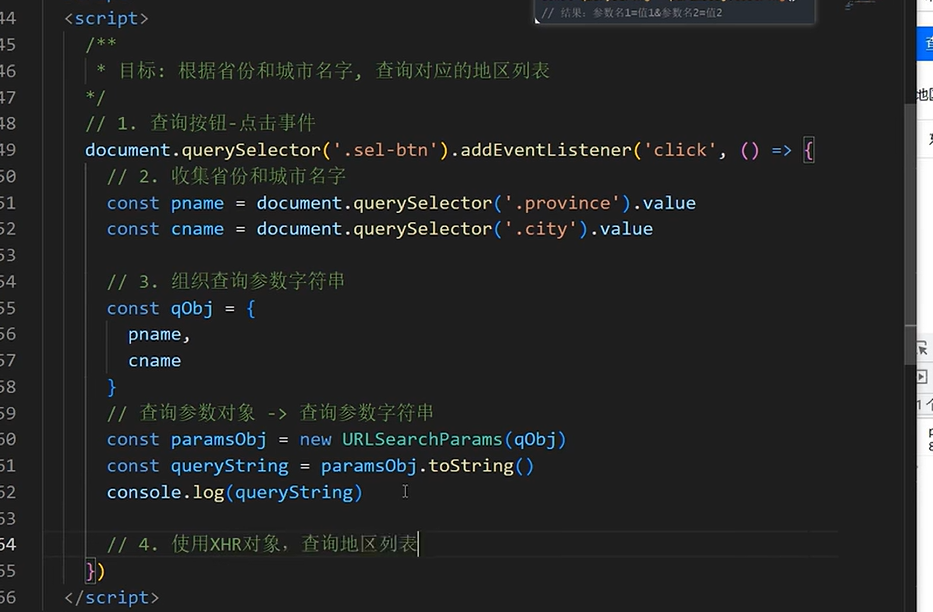 // 结果: 参数名1=值1&参数名2=值2
44 <script>
45 /**
46 * 目标: 根据省份和城市名字, 查询对应的地区列表
47 */
48 // 1. 查询按钮-点击事件
49 document.querySelector('.sel-btn').addEventListener('click', () => {
50 // 2. 收集省份和城市名字
51 const pname = document.querySelector('.province').value
52 const cname = document.querySelector('.city').value
53
54 // 3. 组织查询参数字符串
55 const qObj = {
56 pname,
57 cname
58 }
59 // 查询参数对象 -> 查询参数字符串
60 const paramsObj = new URLSearchParams(qObj)
61 const queryString = paramsObj.toString()
62 console.log(queryString)
63
64 // 4. 使用XHR对象，查询地区列表
65 })
66 </script>